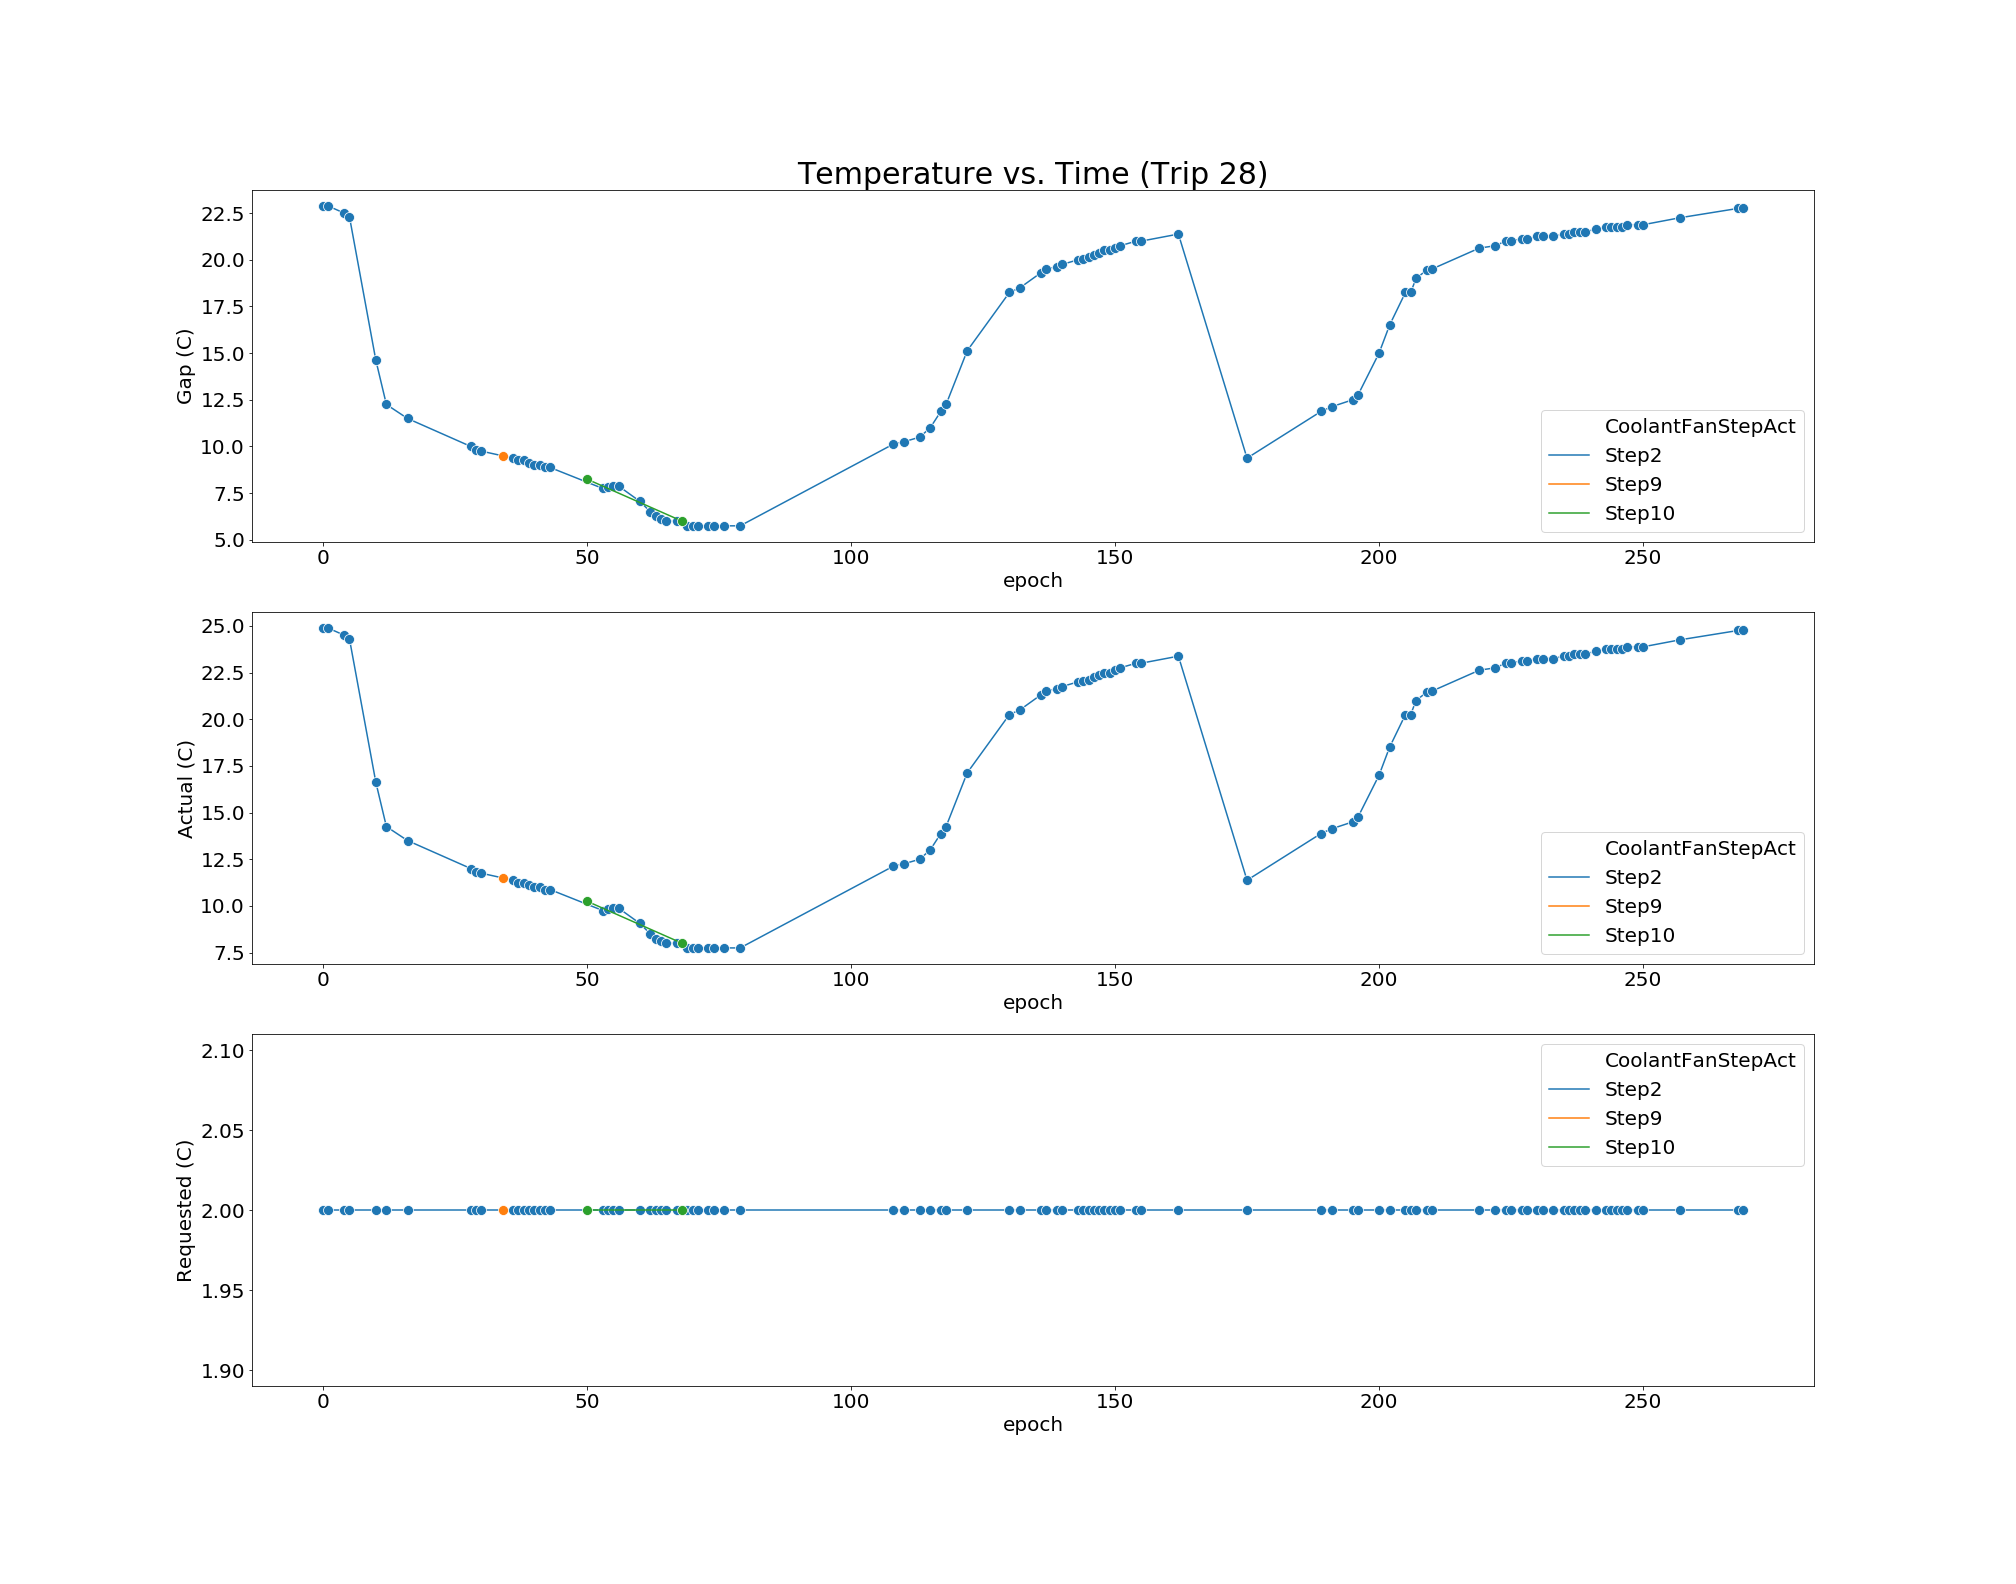 Temperature vs. Time (Trip 28)
22.5
20.0
17.5
15.0
12.5
10.0
7.5
5.0
Gap (C)
CoolantFanStepAct
Step2
Step9
Step10
0 50 100 150 200 250
epoch
25.0
22.5
20.0
17.5
15.0
12.5
10.0
7.5
Actual (C)
CoolantFanStepAct
Step2
Step9
Step10
0 50 100 150 200 250
epoch
2.10
2.05
2.00
1.95
1.90
Requested (C)
CoolantFanStepAct
Step2
Step9
Step10
0 50 100 150 200 250
epoch